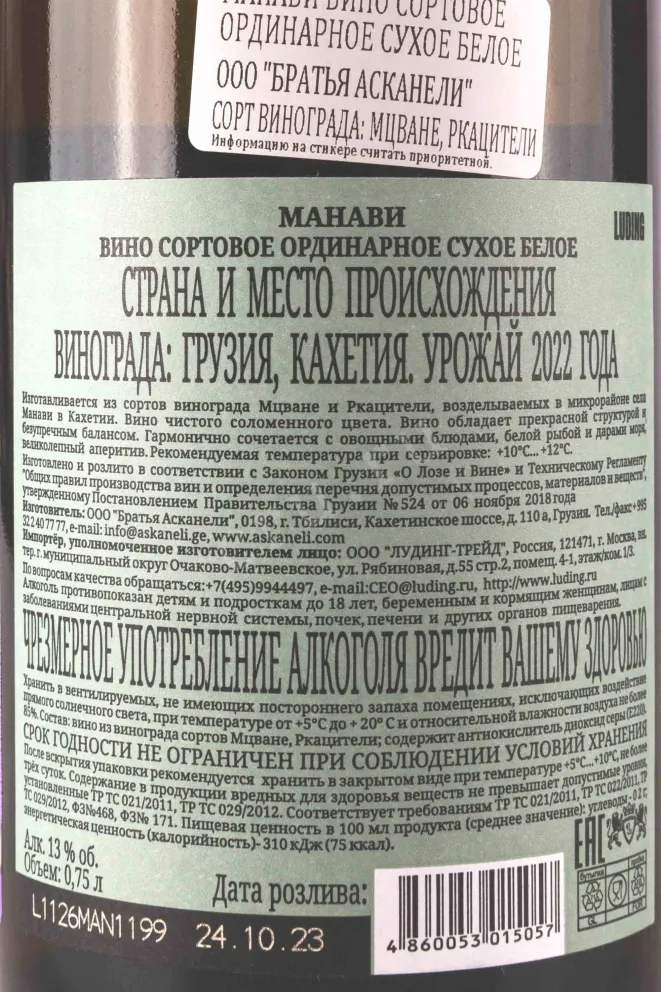 МАНАВИ ВИНО СОРТОВОЕ
ОРДИНАРНОЕ СУХОЕ БЕЛОЕ
ООО "БРАТЬЯ АСКАНЕЛИ"
СОРТ ВИНОГРАДА: МЦВАНЕ, РКАЦИТЕЛИ
Информацию на стикере считать приоритетной.
МАНАВИ
LUDING
ВИНО СОРТОВОЕ ОРДИНАРНОЕ СУХОЕ БЕЛОЕ
СТРАНА И МЕСТО ПРОИСХОЖДЕНИЯ
ВИНОГРАДА: ГРУЗИЯ, КАХЕТИЯ. УРОЖАЙ 2022 ГОДА
Изготавливается из сортов винограда Мцване и Ркацители, возделываемых в микрорайоне села
Манави в Кахетии. Вино чистого соломенного цвета. Вино обладает прекрасной структурой и
безупречным балансом. Гармонично сочетается с овощными блюдами, белой рыбой и дарами моря,
великолепный аперитив. Рекомендуемая температура при сервировке: +10°C... +12°C.
Изготовлено и розлито в соответствии с Законом Грузии «О Лозе и Вине» и Техническому Регламенту
"Общих правил производства вин и определения перечня допустимых процессов, материалов и веществ",
утвержденному Постановлением Правительства Грузии №524 от 06 ноября 2018 года
Изготовитель: ООО "Братья Асканели", 0198, г. Тбилиси, Кахетинское шоссе, д. 110 а, Грузия. Тел./факс +995
322 40 77 77, e-mail: info@askaneli.ge, www.askaneli.com
Импортёр, уполномоченное изготовителем лицо: ООО "ЛУДИНГ-ТРЕЙД", Россия, 121471, г. Москва, вн.
тер. г. муниципальный округ Очаково-Матвеевское, ул. Рябиновая, д.55 стр.2, помещ. 4-1, этаж/ком. 1/3.
По вопросам качества обращаться:+7(495)9944497, e-mail:CEO@luding.ru, http://www.luding.ru
Алкоголь противопоказан детям и подросткам до 18 лет, беременным и кормящим женщинам, лицам с
заболеваниями центральной нервной системы, почек, печени и других органов пищеварения.
ЧРЕЗМЕРНОЕ УПОТРЕБЛЕНИЕ АЛКОГОЛЯ ВРЕДИТ ВАШЕМУ ЗДОРОВЬЮ
Хранить в вентилируемых, не имеющих постороннего запаха помещениях, исключающих воздействие
прямого солнечного света, при температуре от +5°C до + 20° C и относительной влажности воздуха не более
85%. Состав: вино из винограда сортов Мцване, Ркацители; содержит антиокислитель диоксид серы (Е220).
СРОК ГОДНОСТИ НЕ ОГРАНИЧЕН ПРИ СОБЛЮДЕНИИ УСЛОВИЙ ХРАНЕНИЯ
После вскрытия упаковки рекомендуется хранить в закрытом виде при температуре +5°C...+10°C, не более
трёх суток. Содержание в продукции вредных для здоровья веществ не превышает допустимые уровни,
установленные ТР ТС 021/2011, ТР ТС 029/2012. Соответствует требованиям ТР ТС 021/2011, ТР ТС 022/2011, ТР
ТС 029/2012, ФЗ№468, ФЗ№ 171. Пищевая ценность в 100 мл продукта (среднее значение): углеводы - 0,2 г,
энергетическая ценность (калорийность)- 310 кДж (75 ккал).
Алк. 13 % об.
Объем: 0,75 л
EAC
бутылка
пробка
GL
FOR
Дата розлива:
L1126MAN1199 24.10.23
4 860053 015057